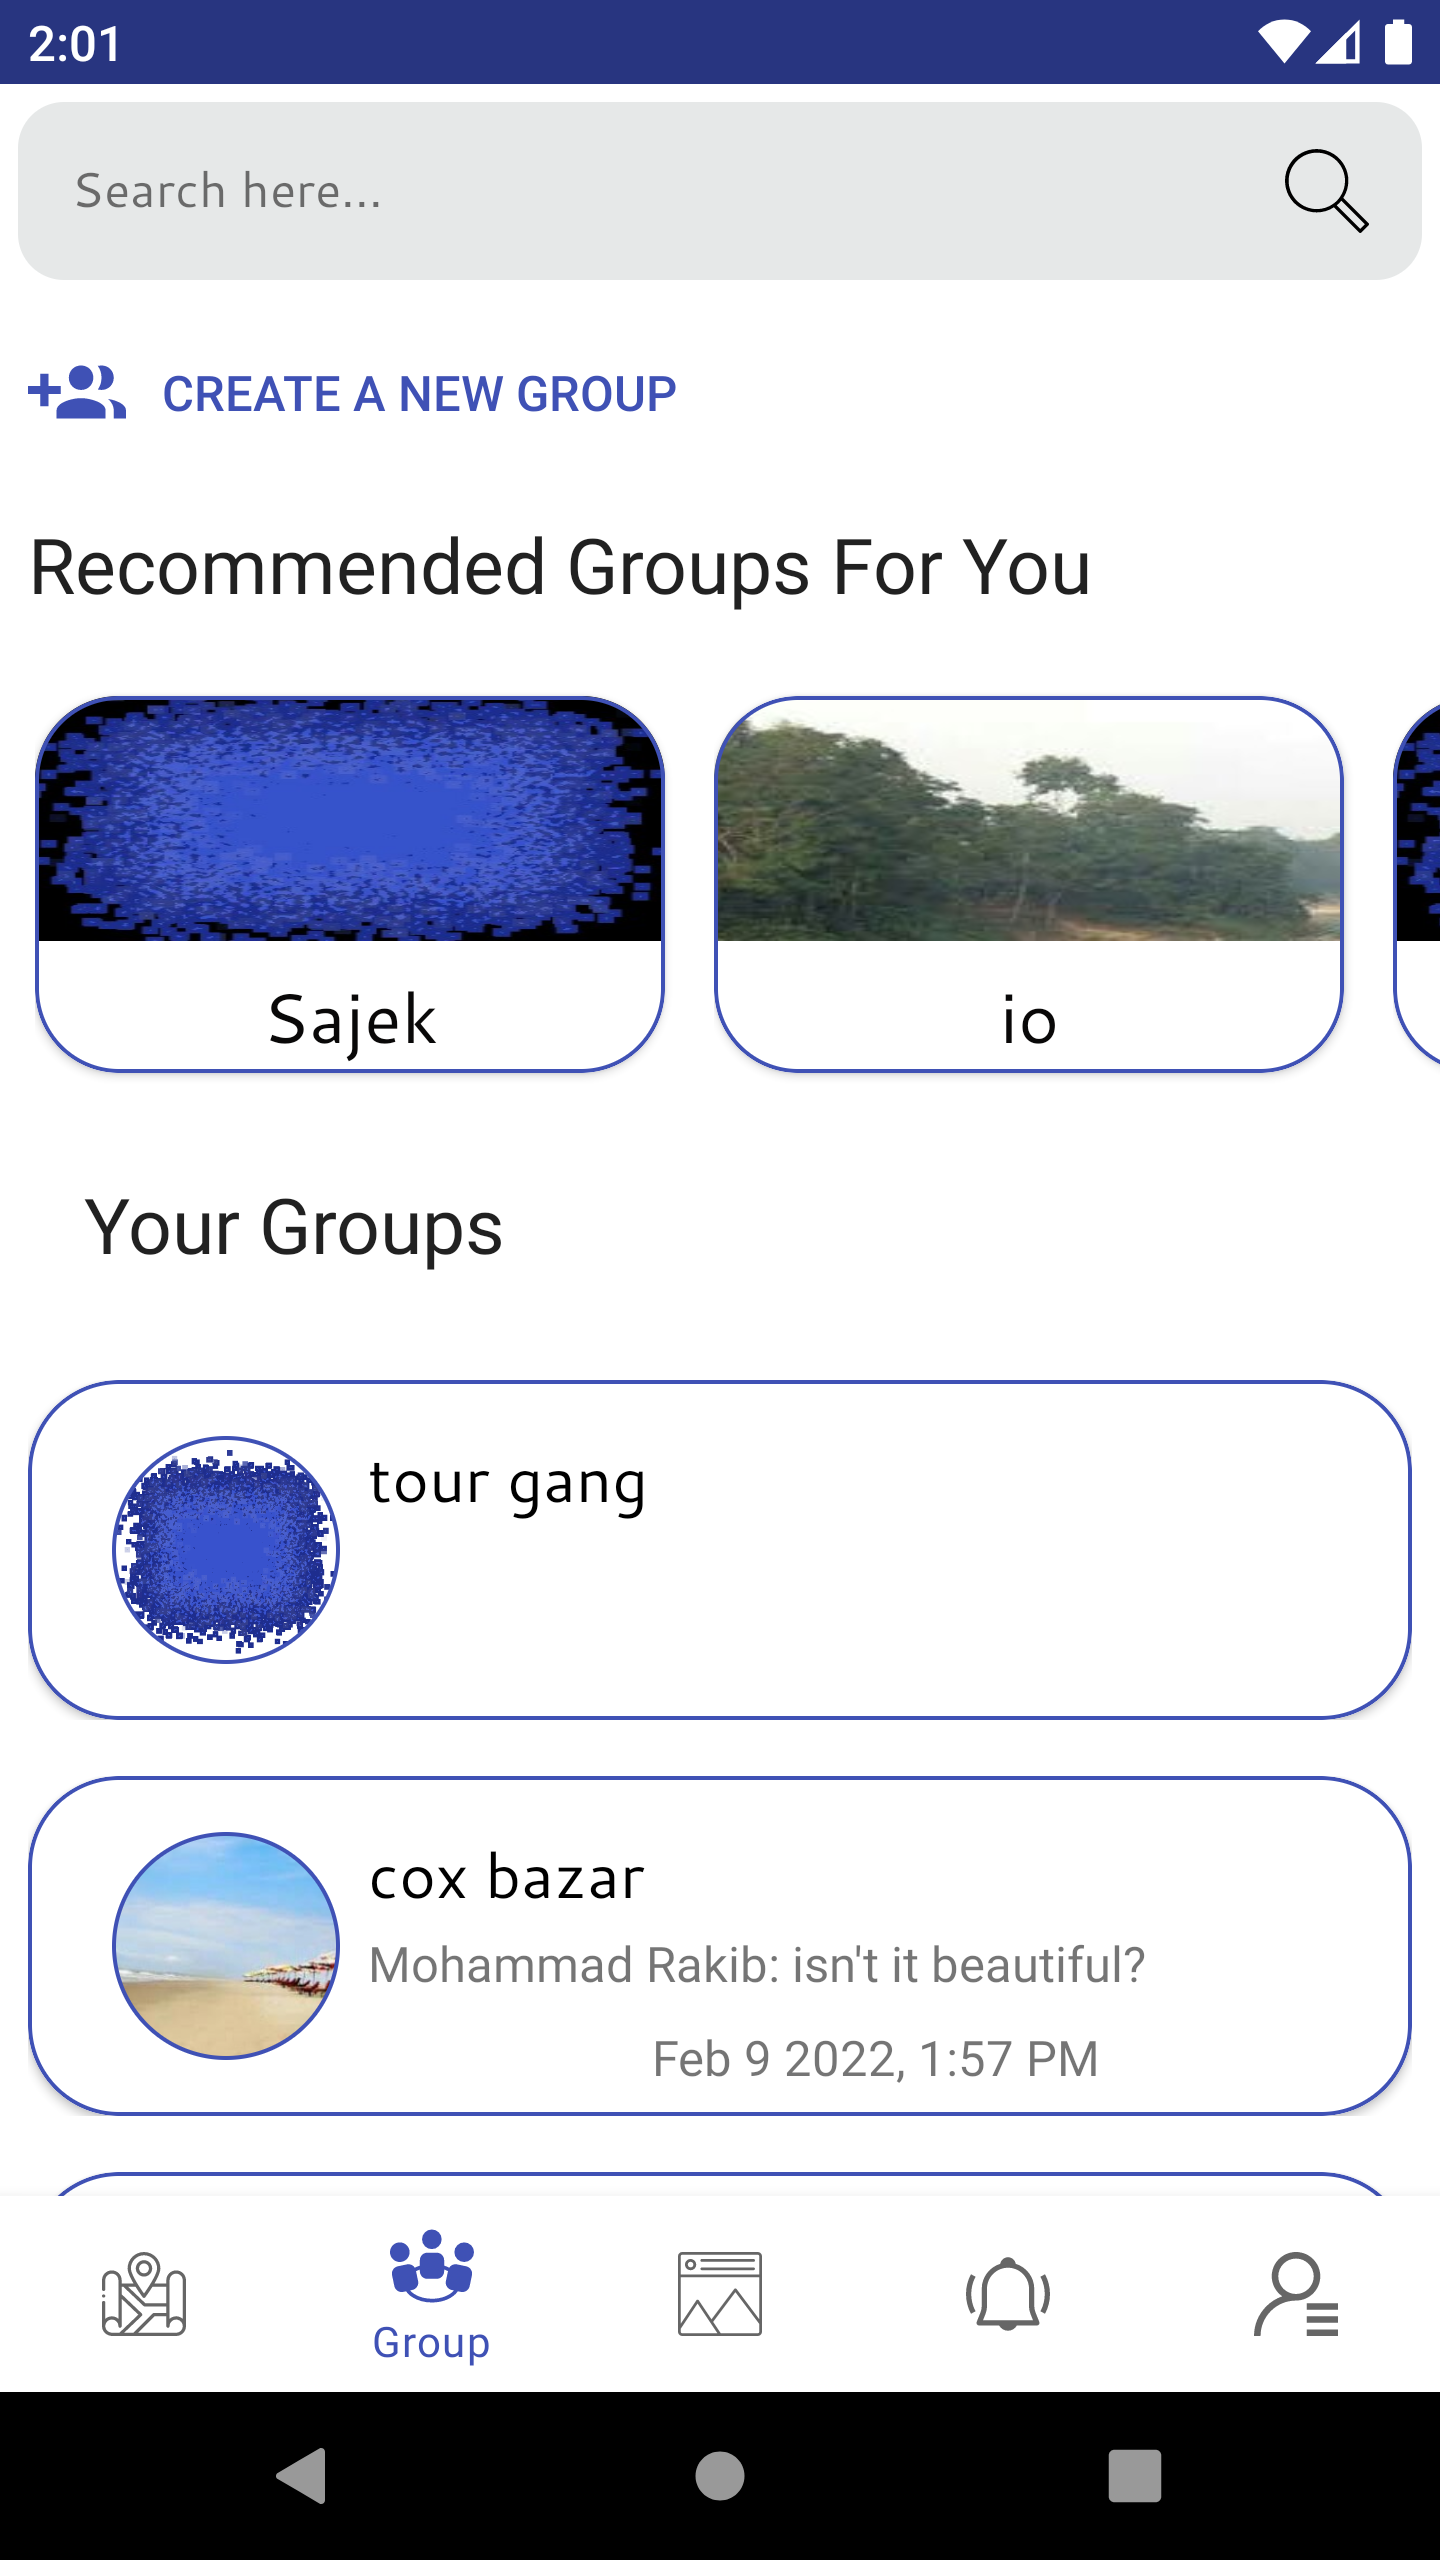 2:01
Search here...
CREATE A NEW GROUP
Recommended Groups For You
Sajek
io
Your Groups
tour gang
cox bazar
Mohammad Rakib: isn't it beautiful?
Feb 9 2022, 1:57 PM
Group